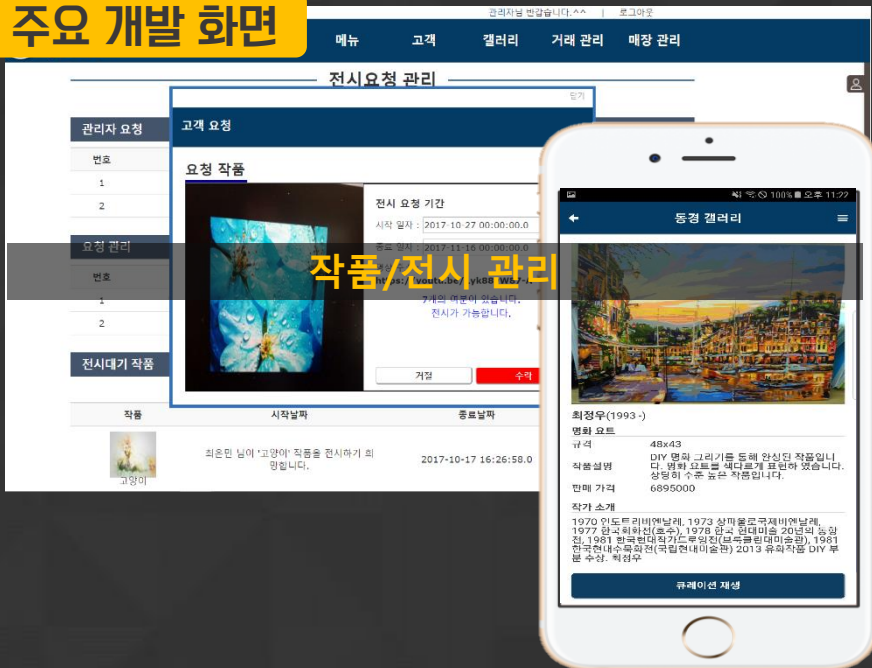 주요 개발 화면
관리자님 반갑습니다.^^ | 로그아웃
메뉴 고객 갤러리 거래 관리 매장 관리
전시요청 관리
닫기
관리자 요청
번호
1
2
요청 관리
번호
1
2
전시대기 작품
고객 요청
요청 작품
전시 요청 기간
시작 일자 : 2017-10-27 00:00:00.0
종료 일자 : 2017-11-16 00:00:00.0
작품/전시 관리
7개의 여분이 있습니다.
전시가 가능합니다.
거절 수락
작품 시작날짜 종료날짜
고양이
최은민 님이 '고양이' 작품을 전시하기 희
망합니다.
2017-10-17 16:26:58.0
100% 오후 11:22
동경 갤러리
최정우(1993 -)
명화 요트
규격 48x43
작품설명
DIY 명화 그리기를 통해 완성된 작품입니
다. 명화 요트를 색다르게 표현하 였습니다.
상당히 수준 높은 작품입니다.
판매 가격 6895000
작가 소개
1970 인도트리비엔날레, 1973 상파울로국제비엔날레,
1977 한국회화선(호주), 1978 한국 현대미술 20년의 동향
전, 1981 한국현대작가드로잉전(브룩클린대미술관), 1981
한국현대수묵화전(국립현대미술관) 2013 유화작품 DIY 부
분 수상. 최정우
큐레이션 재생